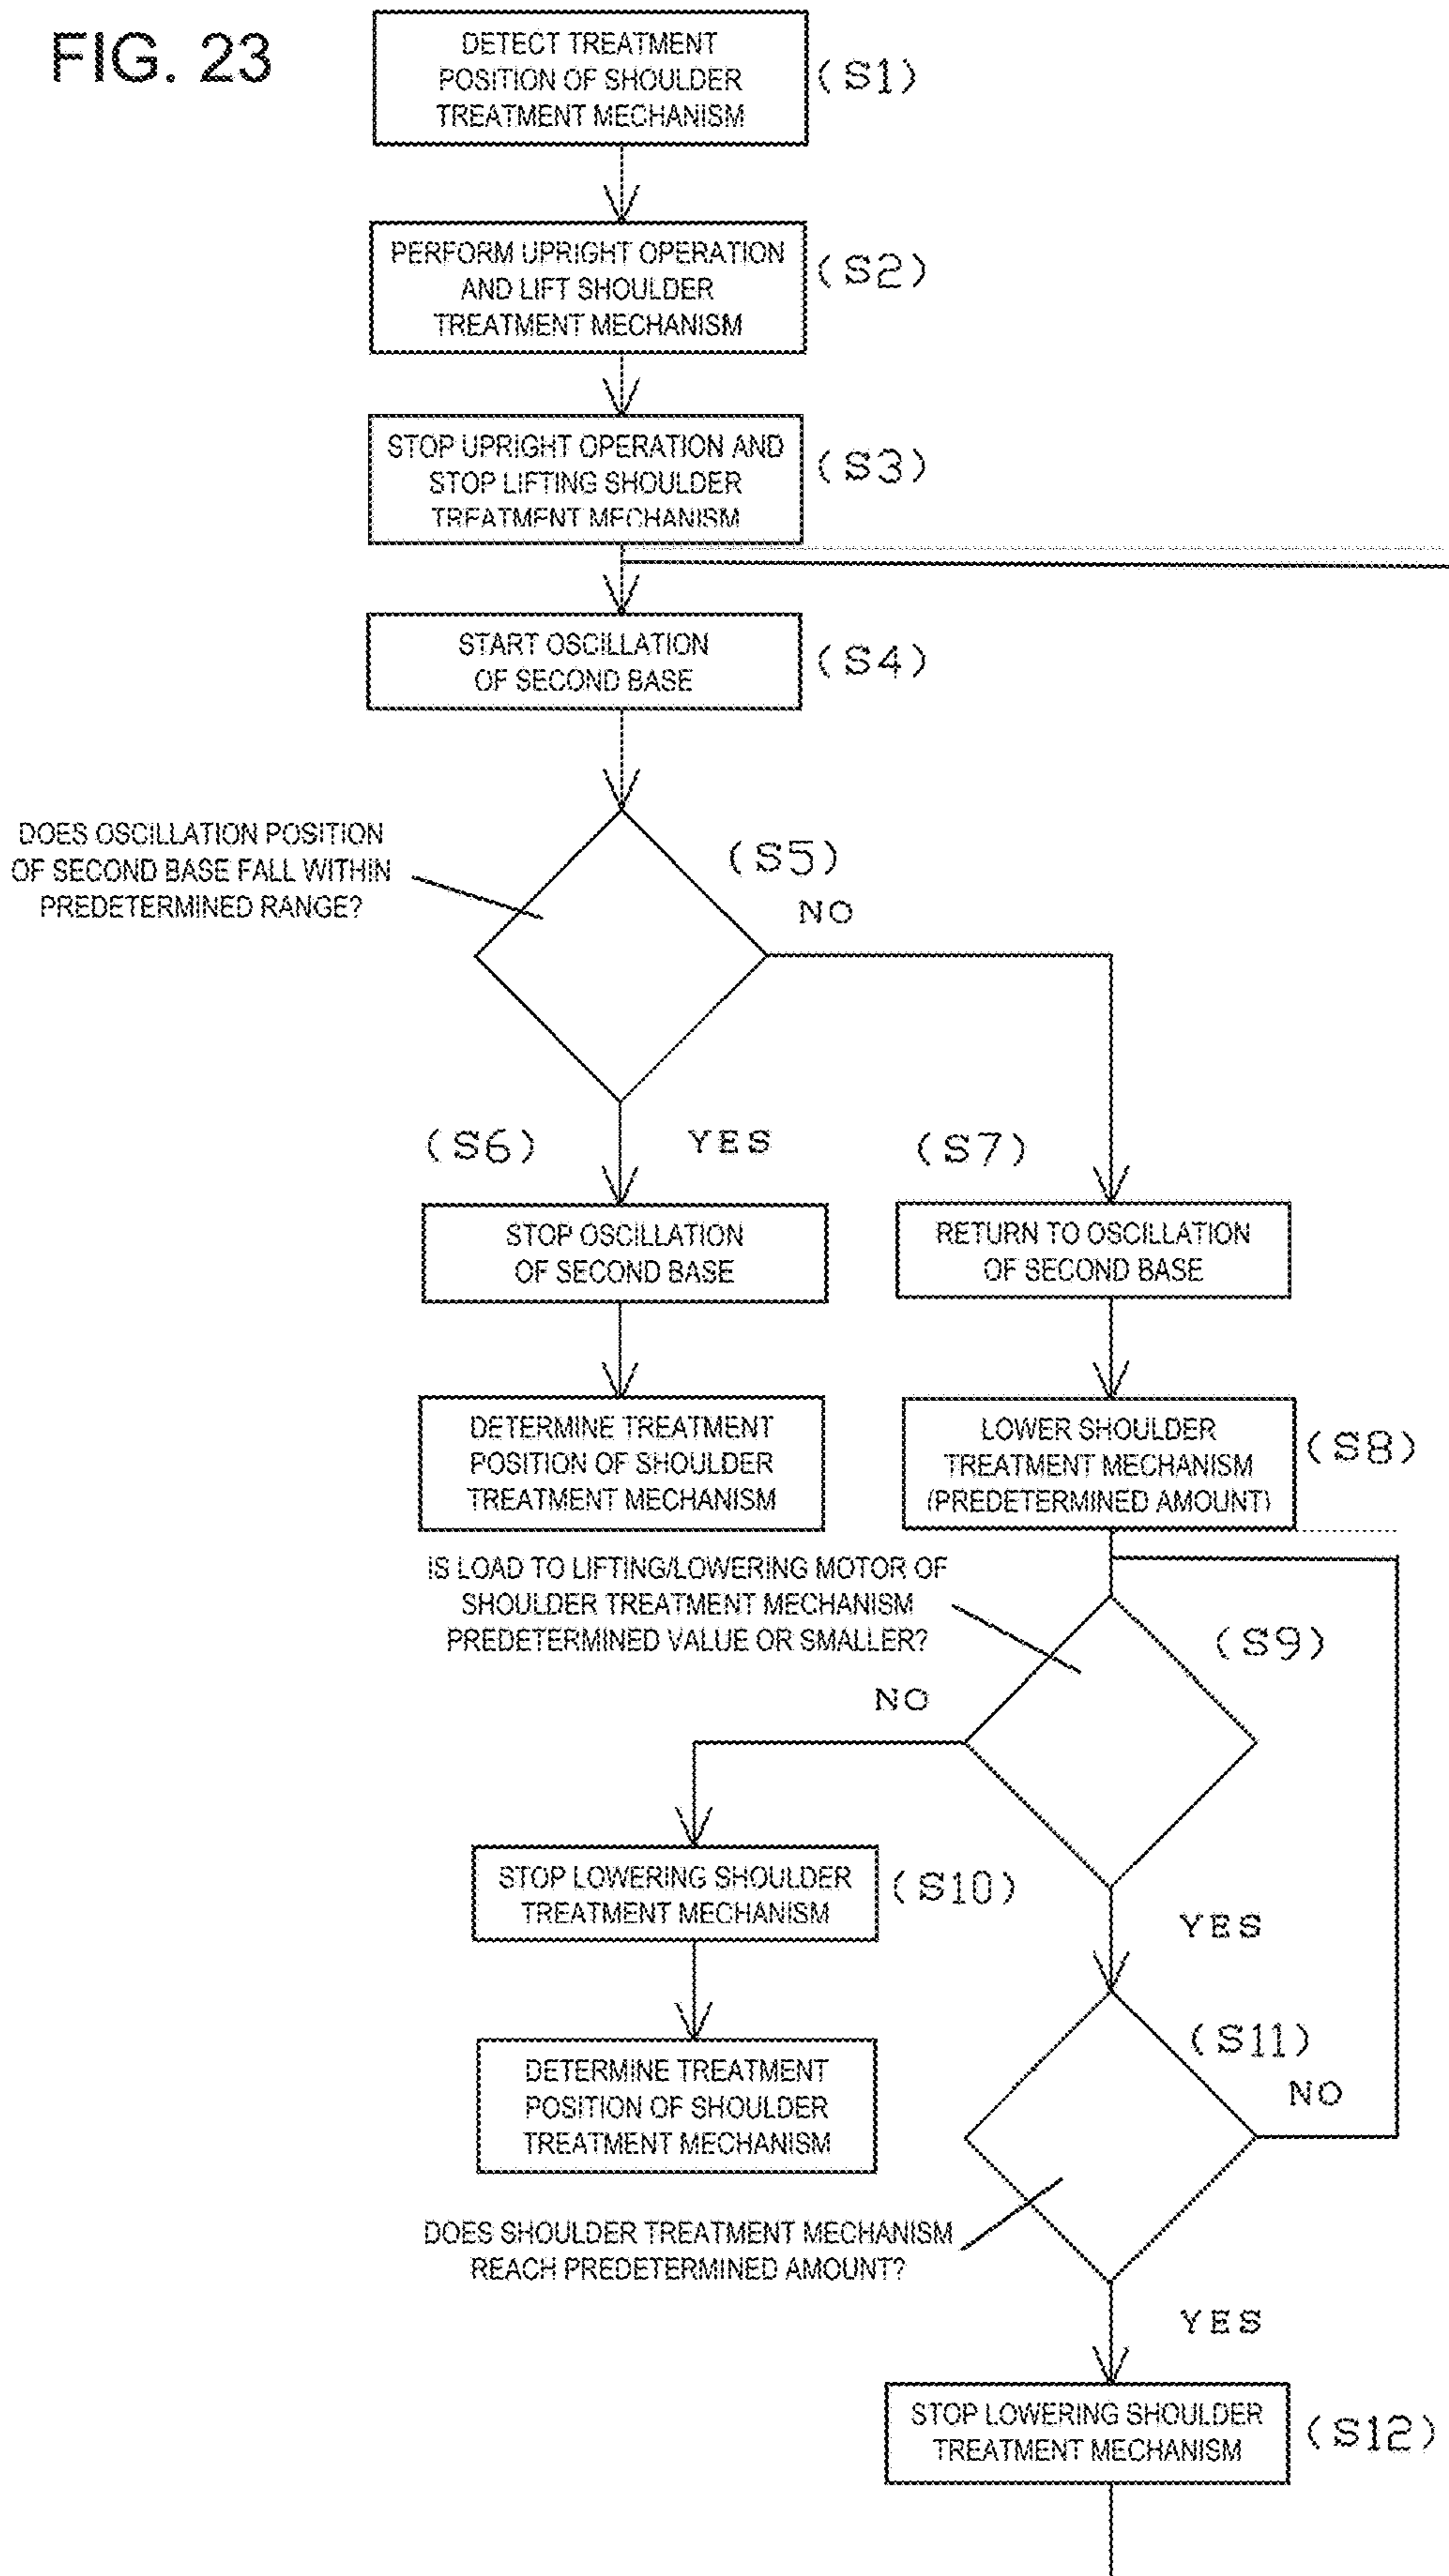 FIG. 23
DETECT TREATMENT
POSITION OF SHOULDER
TREATMENT MECHANISM
(S1)
PERFORM UPRIGHT OPERATION
AND LIFT SHOULDER
TREATMENT MECHANISM
(S2)
STOP UPRIGHT OPERATION AND
STOP LIFTING SHOULDER
TREATMENT MECHANISM
(S3)
START OSCILLATION
OF SECOND BASE
(S4)
DOES OSCILLATION POSITION
OF SECOND BASE FALL WITHIN
PREDETERMINED RANGE?
(S5)
NO
(S6)
YES
(S7)
STOP OSCILLATION
OF SECOND BASE
RETURN TO OSCILLATION
OF SECOND BASE
DETERMINE TREATMENT
POSITION OF SHOULDER
TREATMENT MECHANISM
LOWER SHOULDER
TREATMENT MECHANISM
(PREDETERMINED AMOUNT)
(S8)
IS LOAD TO LIFTING/LOWERING MOTOR OF
SHOULDER TREATMENT MECHANISM
PREDETERMINED VALUE OR SMALLER?
(S9)
NO
STOP LOWERING SHOULDER
TREATMENT MECHANISM
(S10)
YES
DETERMINE TREATMENT
POSITION OF SHOULDER
TREATMENT MECHANISM
(S11)
NO
DOES SHOULDER TREATMENT MECHANISM
REACH PREDETERMINED AMOUNT?
YES
STOP LOWERING SHOULDER
TREATMENT MECHANISM
(S12)